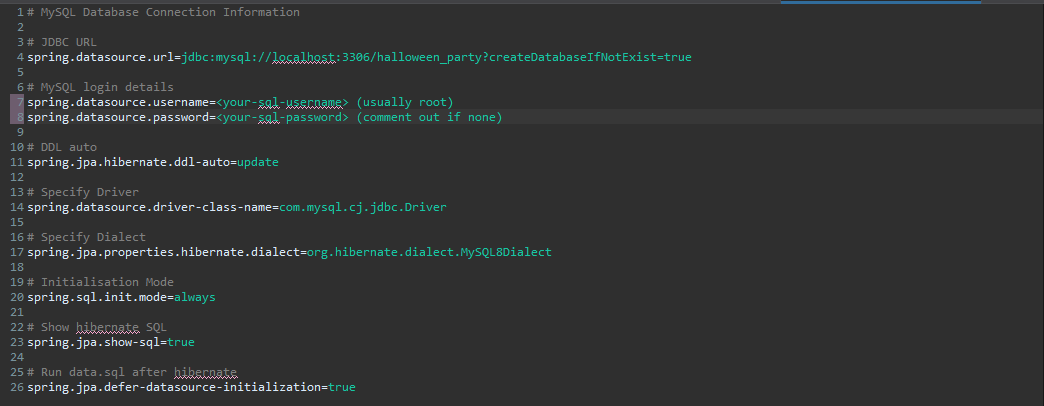 1 # MySQL Database Connection Information
2
3 # JDBC URL
4 spring.datasource.url=jdbc:mysql://localhost:3306/halloween_party?createDatabaseIfNotExist=true
5
6 # MySQL login details
7 spring.datasource.username=<your-sql-username> (usually root)
8 spring.datasource.password=<your-sql-password> (comment out if none)
9
10 # DDL auto
11 spring.jpa.hibernate.ddl-auto=update
12
13 # Specify Driver
14 spring.datasource.driver-class-name=com.mysql.cj.jdbc.Driver
15
16 # Specify Dialect
17 spring.jpa.properties.hibernate.dialect=org.hibernate.dialect.MySQL8Dialect
18
19 # Initialisation Mode
20 spring.sql.init.mode=always
21
22 # Show hibernate SQL
23 spring.jpa.show-sql=true
24
25 # Run data.sql after hibernate
26 spring.jpa.defer-datasource-initialization=true